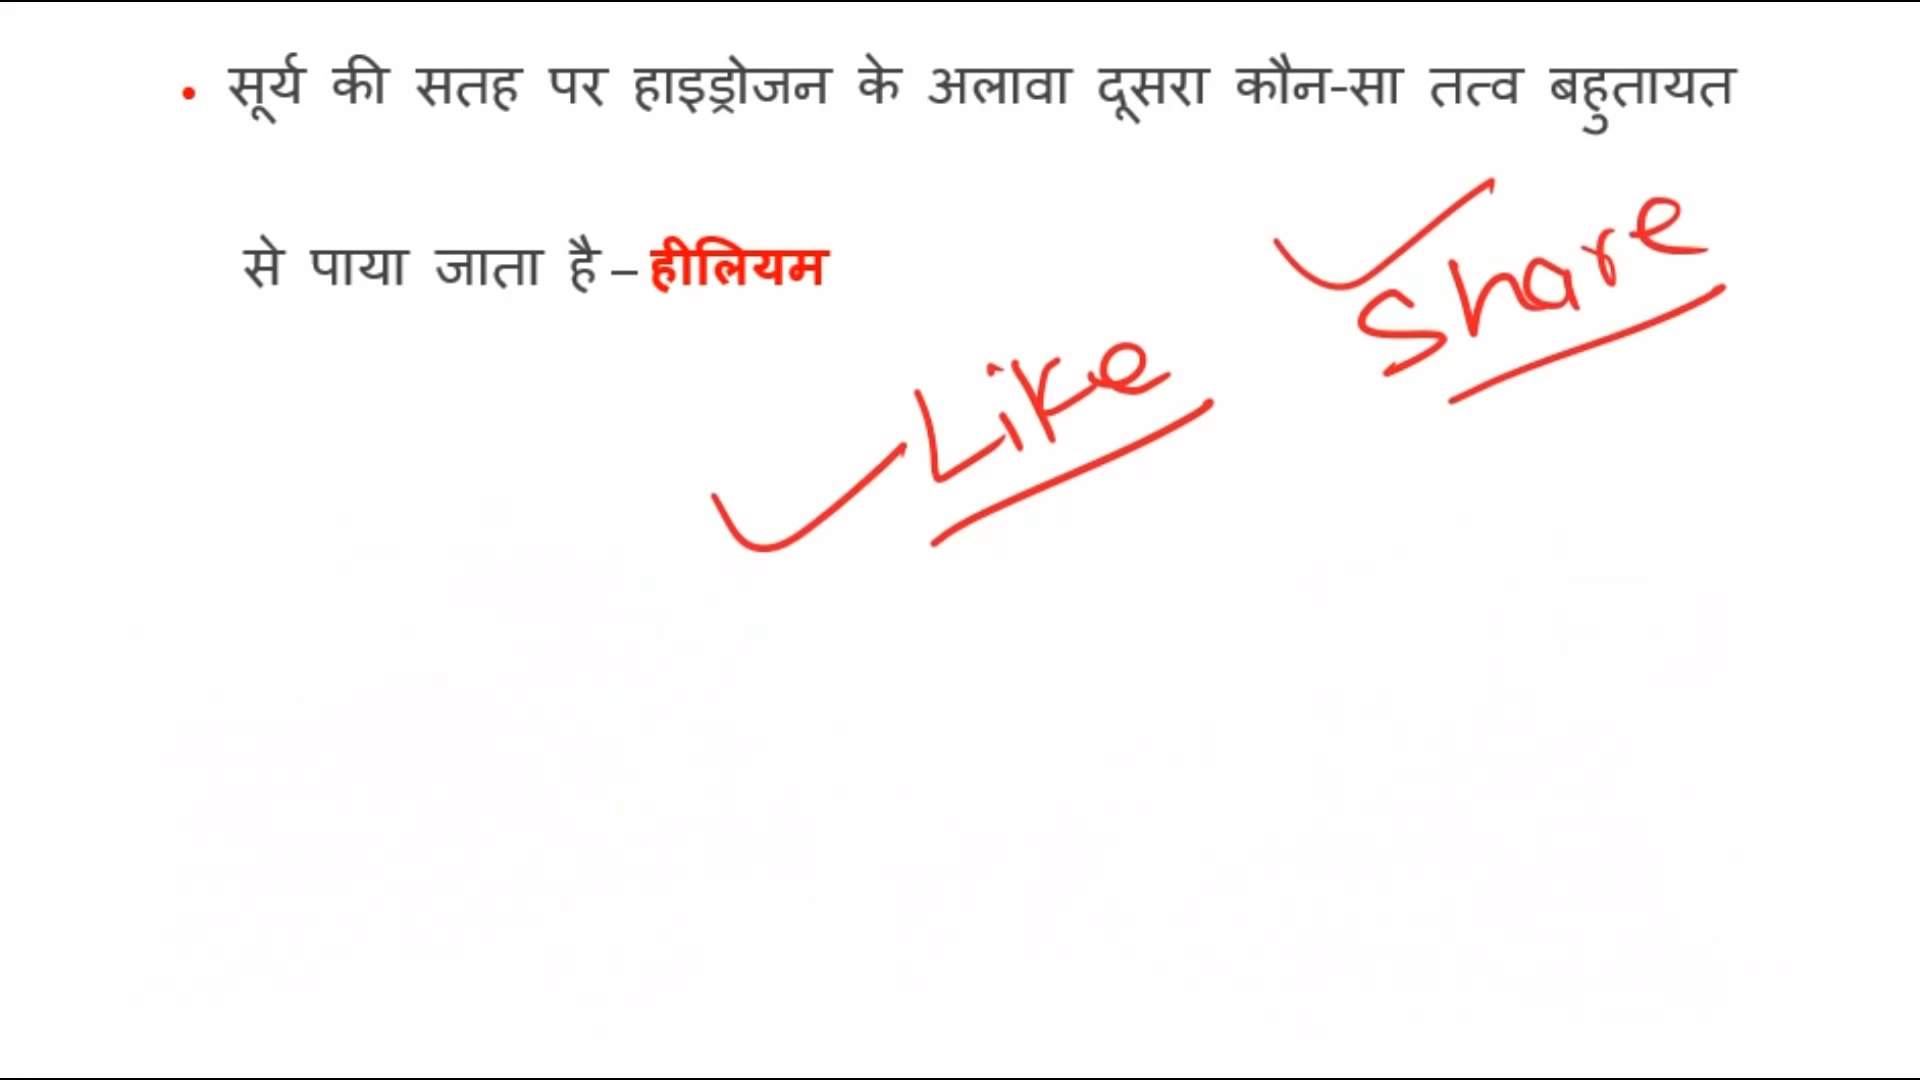 • सूर्य की सतह पर हाइड्रोजन के अलावा दूसरा कौन-सा तत्व बहुतायत
से पाया जाता है – हीलियम
Share
Like